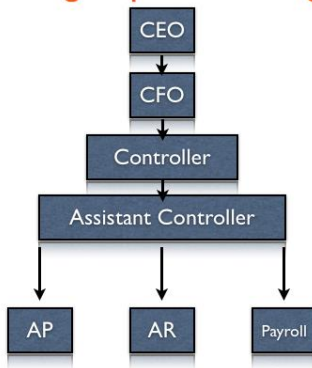 CEO
CFO
Controller
Assistant Controller
AP AR Payroll